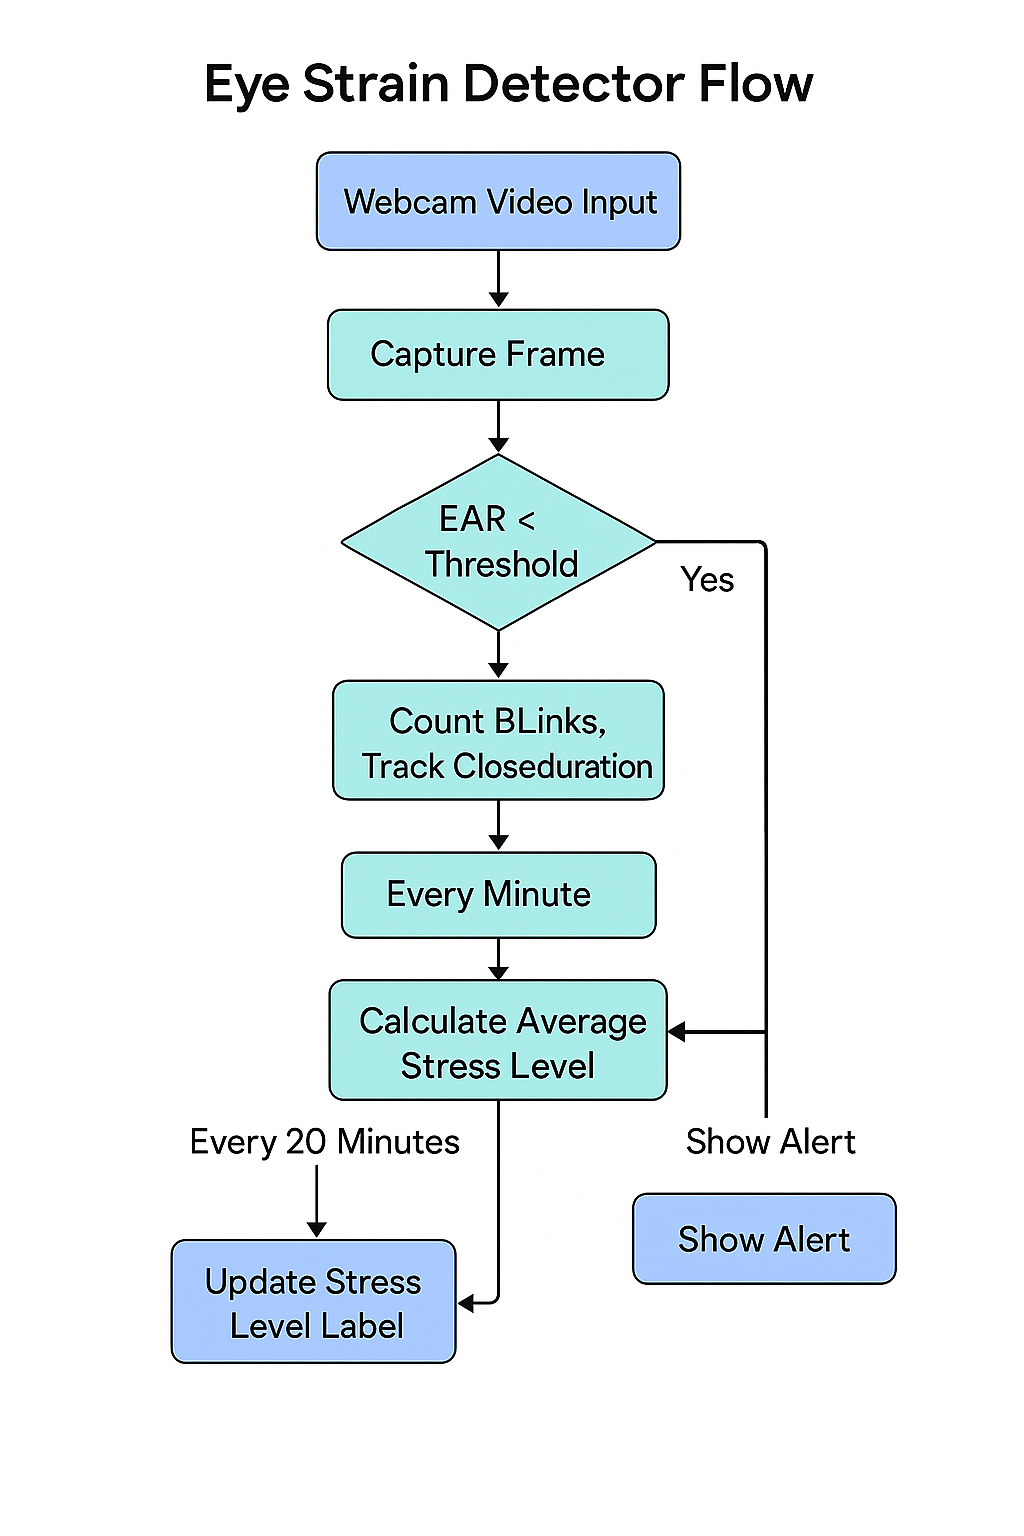 Eye Strain Detector Flow
Webcam Video Input
Capture Frame
EAR <
Threshold
Yes
Count BLinks,
Track Closeduration
Every Minute
Calculate Average
Stress Level
Every 20 Minutes
Show Alert
Show Alert
Update Stress
Level Label